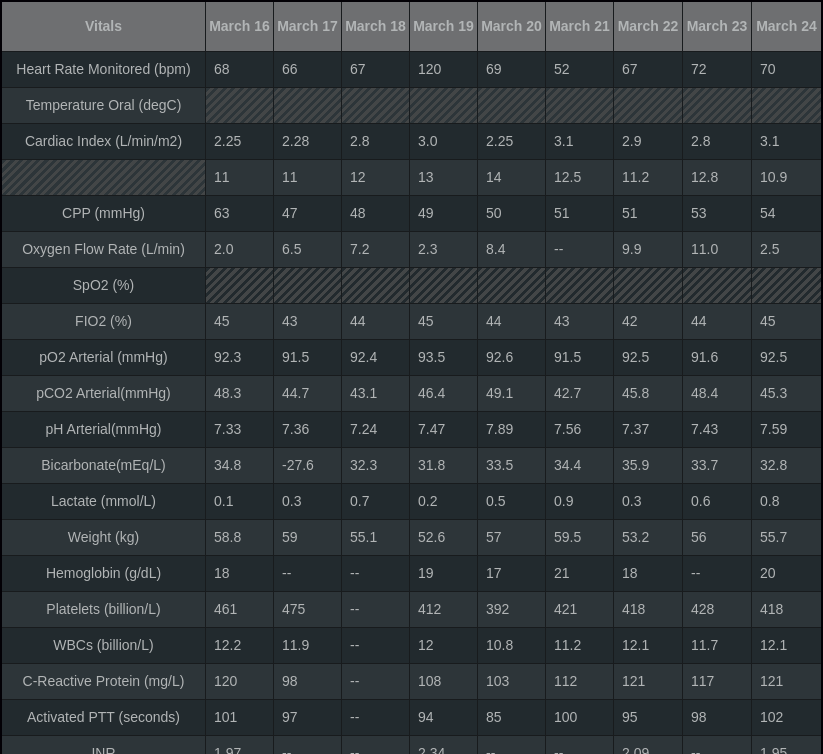 Vitals March 16 March 17 March 18 March 19 March 20 March 21 March 22 March 23 March 24
Heart Rate Monitored (bpm) 68 66 67 120 69 52 67 72 70
Temperature Oral (degC)
Cardiac Index (L/min/m2) 2.25 2.28 2.8 3.0 2.25 3.1 2.9 2.8 3.1
11 11 12 13 14 12.5 11.2 12.8 10.9
CPP (mmHg) 63 47 48 49 50 51 51 53 54
Oxygen Flow Rate (L/min) 2.0 6.5 7.2 2.3 8.4 -- 9.9 11.0 2.5
SpO2 (%)
FIO2 (%) 45 43 44 45 44 43 42 44 45
pO2 Arterial (mmHg) 92.3 91.5 92.4 93.5 92.6 91.5 92.5 91.6 92.5
pCO2 Arterial(mmHg) 48.3 44.7 43.1 46.4 49.1 42.7 45.8 48.4 45.3
pH Arterial(mmHg) 7.33 7.36 7.24 7.47 7.89 7.56 7.37 7.43 7.59
Bicarbonate(mEq/L) 34.8 -27.6 32.3 31.8 33.5 34.4 35.9 33.7 32.8
Lactate (mmol/L) 0.1 0.3 0.7 0.2 0.5 0.9 0.3 0.6 0.8
Weight (kg) 58.8 59 55.1 52.6 57 59.5 53.2 56 55.7
Hemoglobin (g/dL) 18 -- -- 19 17 21 18 -- 20
Platelets (billion/L) 461 475 -- 412 392 421 418 428 418
WBCs (billion/L) 12.2 11.9 -- 12 10.8 11.2 12.1 11.7 12.1
C-Reactive Protein (mg/L) 120 98 -- 108 103 112 121 117 121
Activated PTT (seconds) 101 97 -- 94 85 100 95 98 102
INR 1.97 -- -- 2.34 -- -- 2.09 -- 1.95